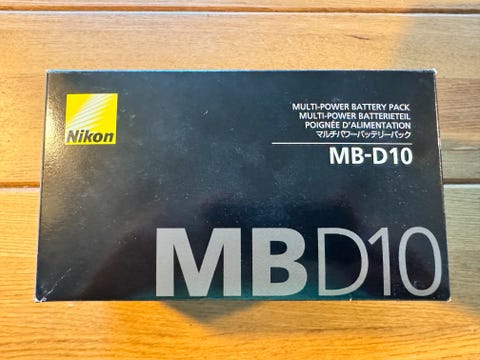 Nikon
MULTI-POWER BATTERY PACK
MULTI-POWER BATTERIETEIL
POIGNÉE D'ALIMENTATION
マルチパワーバッテリーパック
MB-D10
MBD10